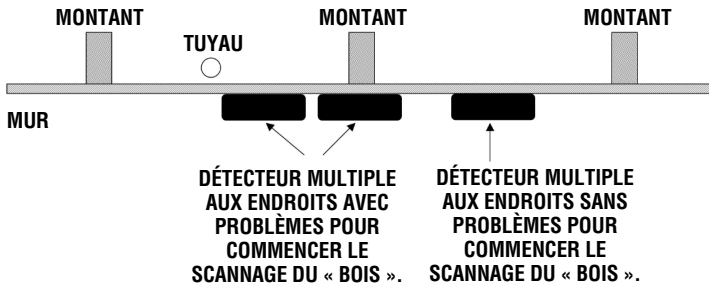 MONTANT
MONTANT
MONTANT
TUYAU
MUR
DÉTECTEUR MULTIPLE
AUX ENDROITS AVEC
PROBLÈMES POUR
COMMENCER LE
SCANNAGE DU « BOIS ».
DÉTECTEUR MULTIPLE
AUX ENDROITS SANS
PROBLÈMES POUR
COMMENCER LE
SCANNAGE DU « BOIS ».